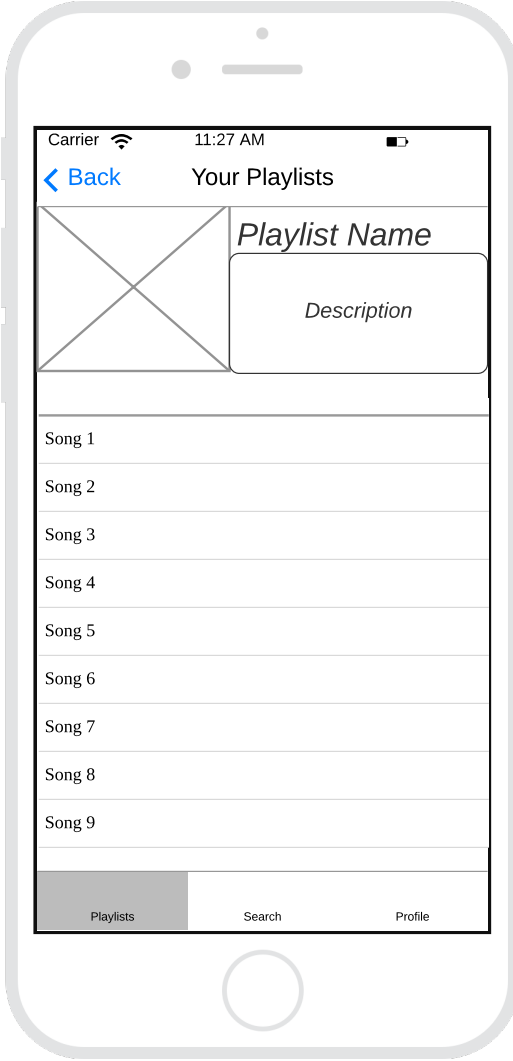 Carrier 11:27 AM
Back Your Playlists
Playlist Name
Description
Song 1
Song 2
Song 3
Song 4
Song 5
Song 6
Song 7
Song 8
Song 9
Playlists Search Profile